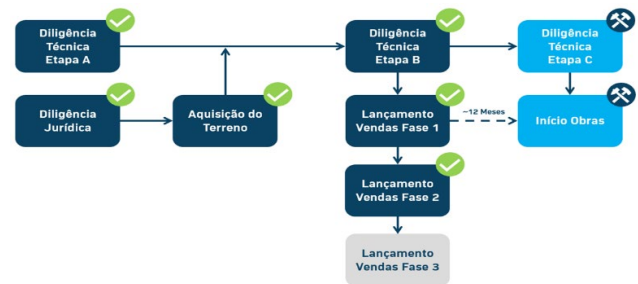 Diligência
Técnica
Etapa A
Diligência
Técnica
Etapa B
Diligência
Técnica
Etapa C
Diligência
Jurídica
Aquisição do
Terreno
Lançamento
Vendas Fase 1
~12 Meses
Início Obras
Lançamento
Vendas Fase 2
Lançamento
Vendas Fase 3